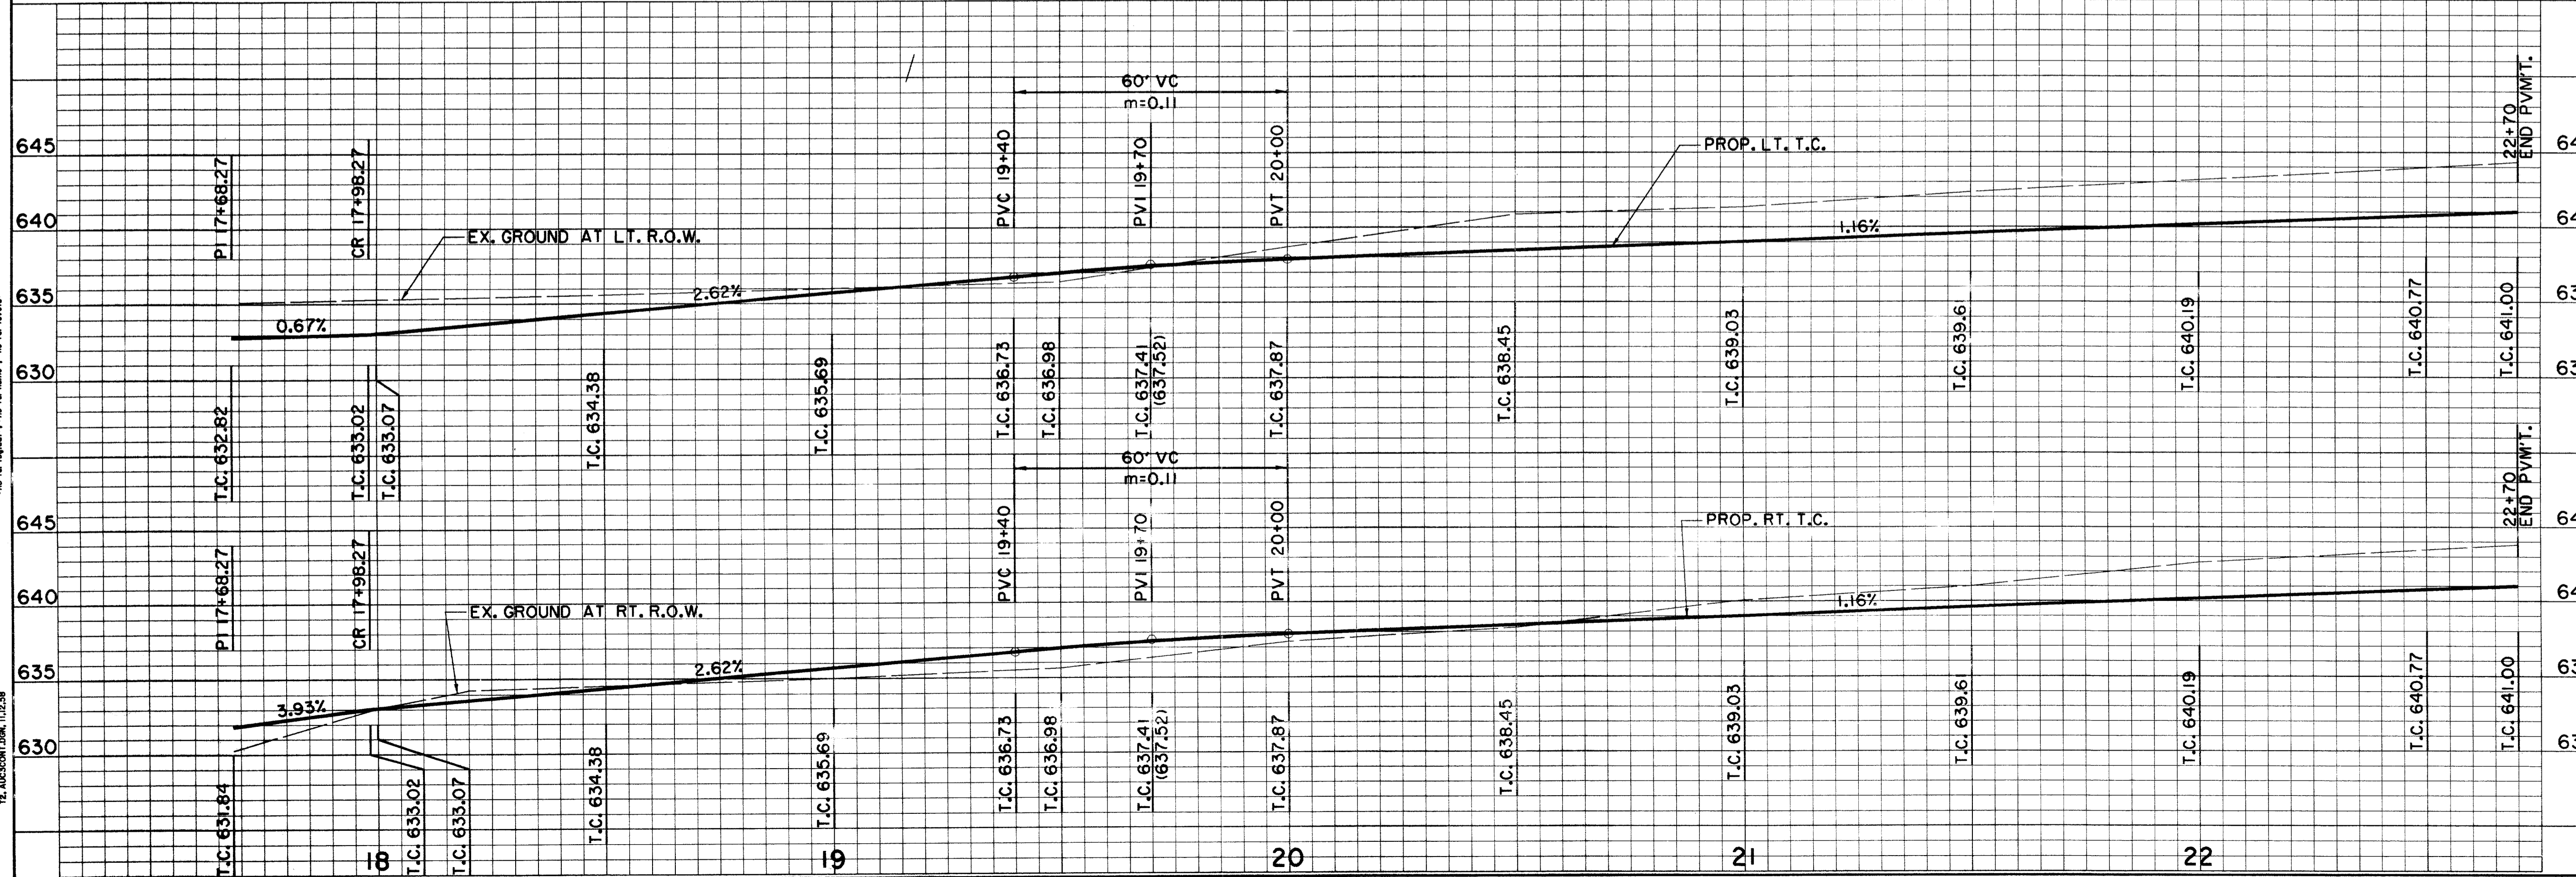 60' VC
m=0.11
645
640
635
630
PI 17+68.27
CR 17+98.27
PVC 19+40
PVI 19+70
PVT 20+00
PROP. LT. T.C.
22+70
END PVM'T.
EX. GROUND AT LT. R.O.W.
0.67%
2.62%
1.16%
T.C. 632.82
T.C. 633.02
T.C. 633.07
T.C. 634.38
T.C. 635.69
T.C. 636.73
T.C. 636.98
T.C. 637.41
(637.52)
T.C. 637.87
T.C. 638.45
T.C. 639.03
T.C. 639.61
T.C. 640.19
T.C. 640.77
T.C. 641.00
60' VC
m=0.11
645
640
635
630
PI 17+68.27
CR 17+98.27
PVC 19+40
PVI 19+70
PVT 20+00
PROP. RT. T.C.
22+70
END PVM'T.
EX. GROUND AT RT. R.O.W.
3.93%
2.62%
1.16%
T.C. 631.84
T.C. 633.02
T.C. 633.07
T.C. 634.38
T.C. 635.69
T.C. 636.73
T.C. 636.98
T.C. 637.41
(637.52)
T.C. 637.87
T.C. 638.45
T.C. 639.03
T.C. 639.61
T.C. 640.19
T.C. 640.77
T.C. 641.00
18
19
20
21
22